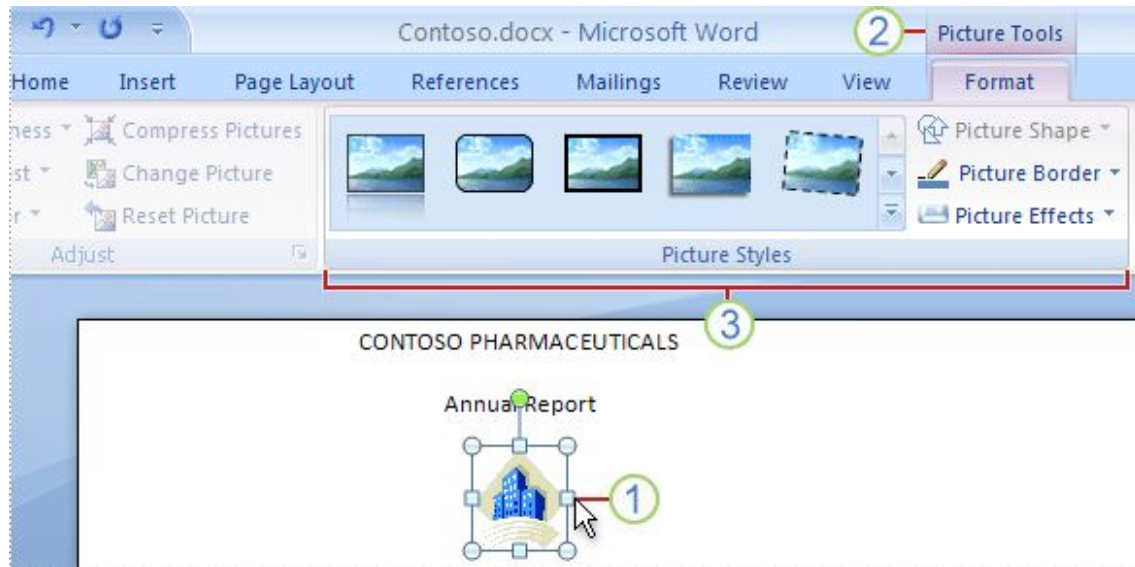 Contoso.docx - Microsoft Word 2 Picture Tools
Home Insert Page Layout References Mailings Review View Format
ness Compress Pictures Picture Shape
st Change Picture Picture Border
r Reset Picture Picture Effects
Adjust Picture Styles
3
CONTOSO PHARMACEUTICALS
Annual Report
1